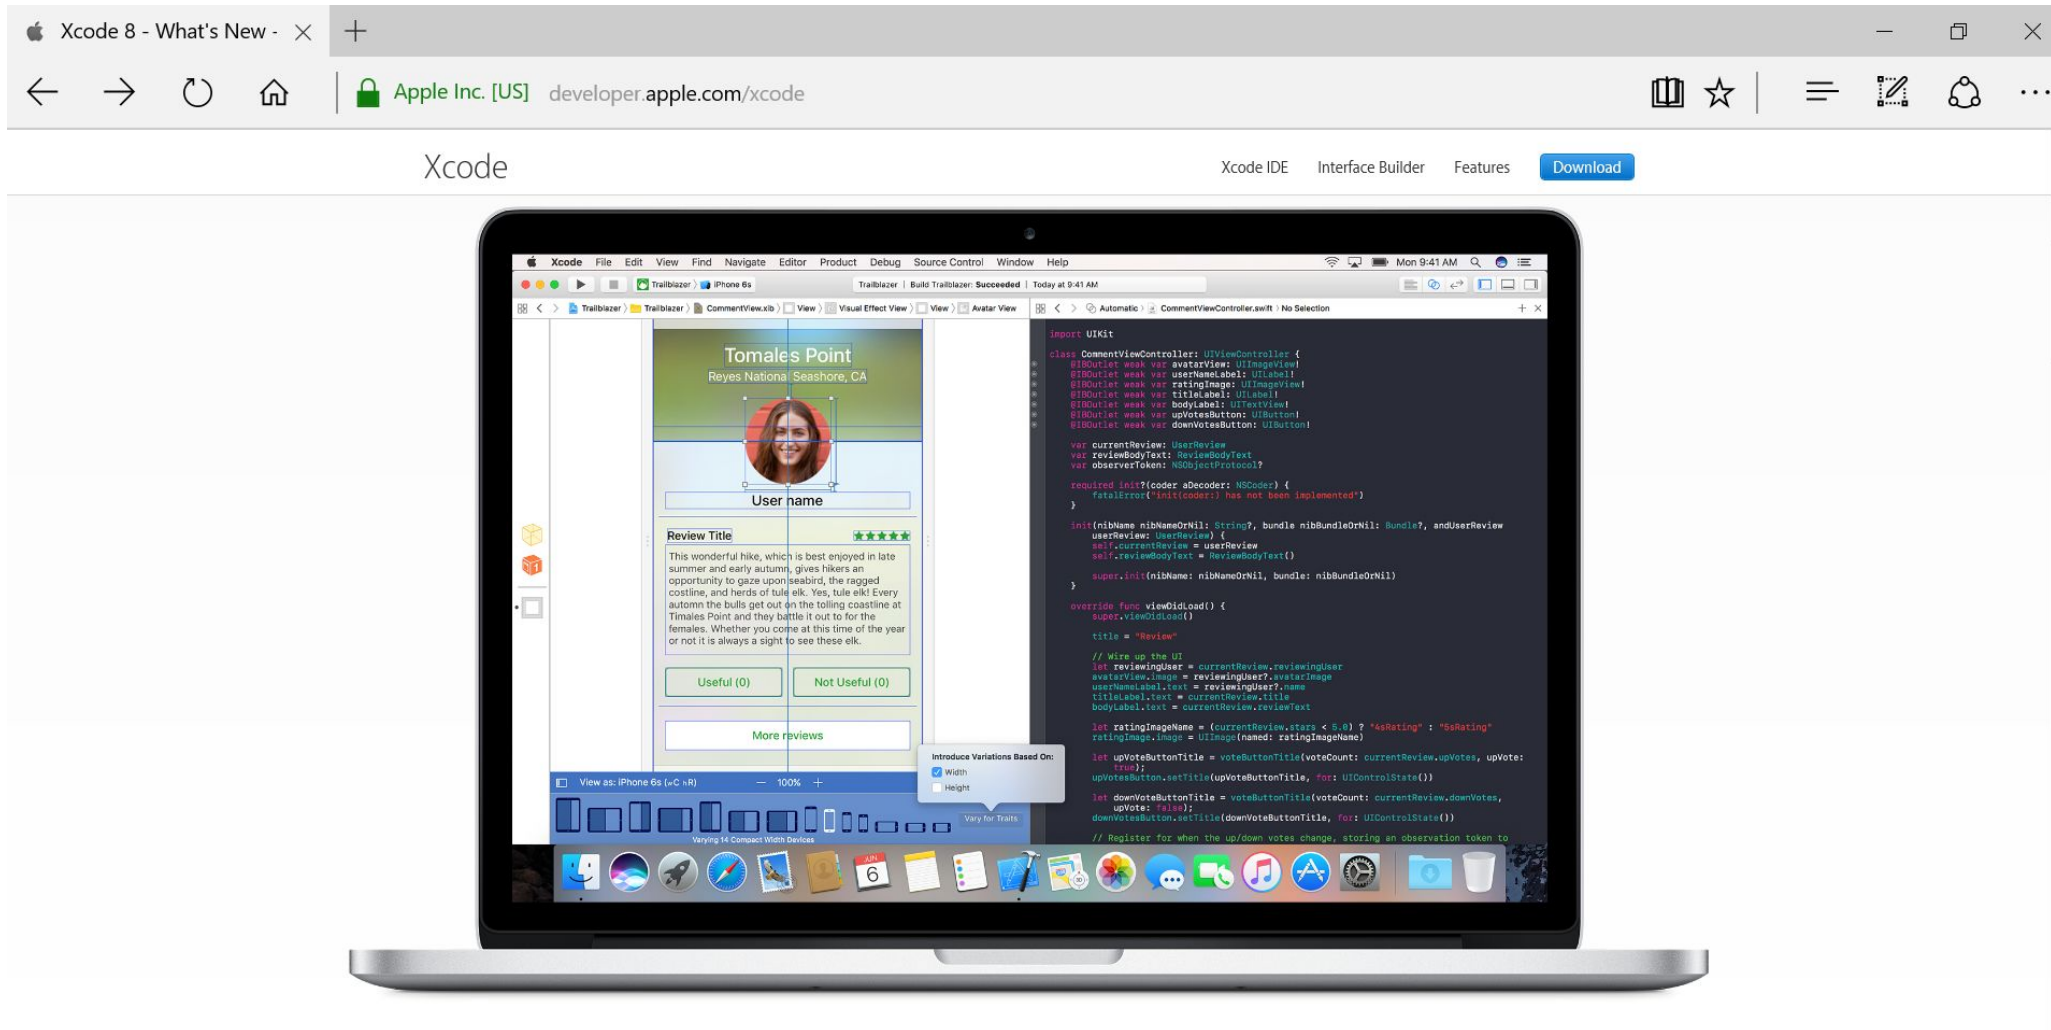 Xcode 8 - What's New -
Apple Inc. [US] developer.apple.com/xcode
Xcode
Xcode IDE Interface Builder Features Download
Xcode File Edit View Find Navigate Editor Product Debug Source Control Window Help Mon 9:41 AM
Trailblazer iPhone 6s Trailblazer | Build Trailblazer: Succeeded | Today at 9:41 AM
Trailblazer Trailblazer CommentView.xib View Visual Effect View View Avatar View
Automatic CommentViewController.swift No Selection
Tomales Point
Reyes National Seashore, CA
User name
Review Title
This wonderful hike, which is best enjoyed in late
summer and early autumn, gives hikers an
opportunity to gaze upon seabird, the ragged
costline, and herds of tule elk. Yes, tule elk! Every
automn the bulls get out on the tolling coastline at
Timales Point and they battle it out to for the
females. Whether you come at this time of the year
or not it is always a sight to see these elk.
Useful (0) Not Useful (0)
More reviews
View as: iPhone 6s (wC hR) — 100% +
Introduce Variations Based On:
Width
Height
Vary for Traits
Varying 14 Compact Width Devices
import UIKit
class CommentViewController: UIViewController {
@IBOutlet weak var avatarView: UIImageView!
@IBOutlet weak var userNameLabel: UILabel!
@IBOutlet weak var ratingImage: UIImageView!
@IBOutlet weak var titleLabel: UILabel!
@IBOutlet weak var bodyLabel: UITextView!
@IBOutlet weak var upVotesButton: UIButton!
@IBOutlet weak var downVotesButton: UIButton!
var currentReview: UserReview
var reviewBodyText: ReviewBodyText
var observerToken: NSObjectProtocol?
required init?(coder aDecoder: NSCoder) {
fatalError("init(coder:) has not been implemented")
}
init(nibName nibNameOrNil: String?, bundle nibBundleOrNil: Bundle?, andUserReview
userReview: UserReview) {
self.currentReview = userReview
self.reviewBodyText = ReviewBodyText()
super.init(nibName: nibNameOrNil, bundle: nibBundleOrNil)
}
override func viewDidLoad() {
super.viewDidLoad()
title = "Review"
// Wire up the UI
let reviewingUser = currentReview.reviewingUser
avatarView.image = reviewingUser?.avatarImage
userNameLabel.text = reviewingUser?.name
titleLabel.text = currentReview.title
bodyLabel.text = currentReview.reviewText
let ratingImageName = (currentReview.stars < 5.0) ? "4sRating" : "5sRating"
ratingImage.image = UIImage(named: ratingImageName)
let upVoteButtonTitle = voteButtonTitle(voteCount: currentReview.upVotes, upVote:
true);
upVotesButton.setTitle(upVoteButtonTitle, for: UIControlState())
let downVoteButtonTitle = voteButtonTitle(voteCount: currentReview.downVotes,
upVote: false);
downVotesButton.setTitle(downVoteButtonTitle, for: UIControlState())
// Register for when the up/down votes change, storing an observation token to
JUN
6